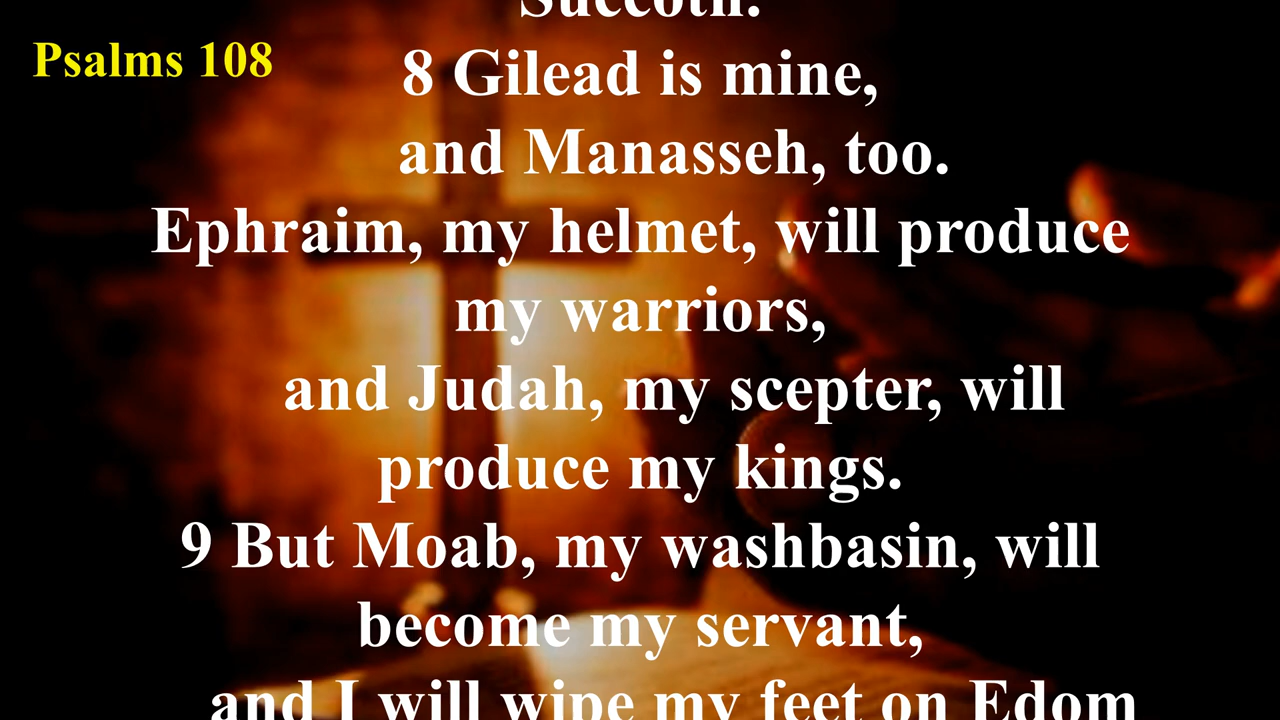 Succoth.
Psalms 108
8 Gilead is mine,
and Manasseh, too.
Ephraim, my helmet, will produce
my warriors,
and Judah, my scepter, will
produce my kings.
9 But Moab, my washbasin, will
become my servant,
and I will wipe my feet on Edom